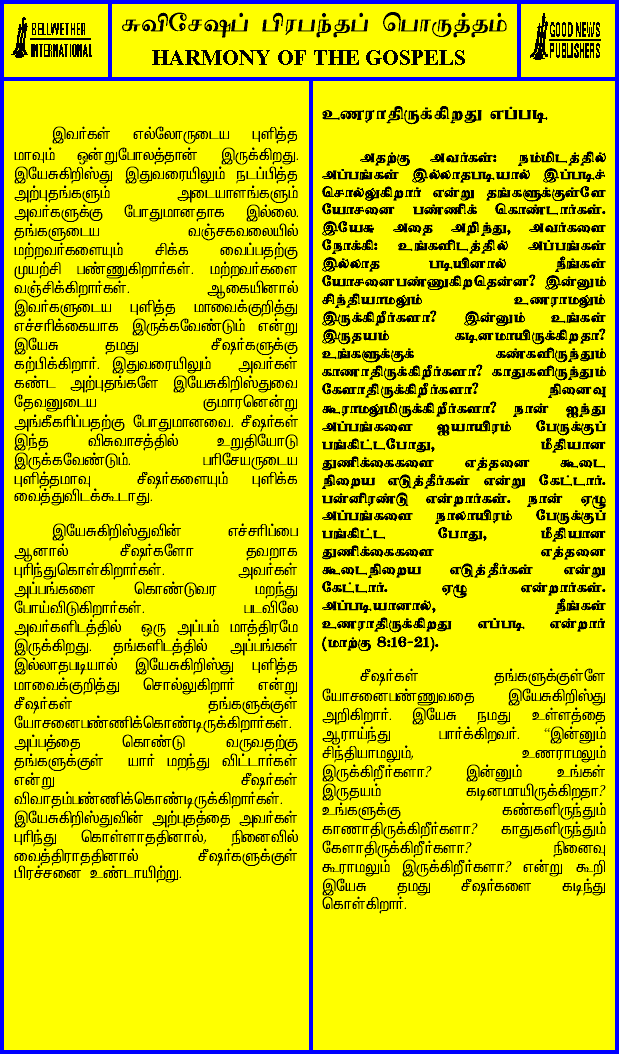 BELLWETHER
INTERNATIONAL
சுவிசேஷப் பிரபந்தப் பொருத்தம்
HARMONY OF THE GOSPELS
GOOD NEWS
PUBLISHERS
இவர்கள் எல்லோருடைய புளித்த
மாவும் ஒன்றுபோலத்தான் இருக்கிறது.
இயேசுகிறிஸ்து இதுவரையிலும் நடப்பித்த
அற்புதங்களும் அடையாளங்களும்
அவர்களுக்கு போதுமானதாக இல்லை.
தங்களுடைய வஞ்சகவலையில்
மற்றவர்களையும் சிக்க வைப்பதற்கு
முயற்சி பண்ணுகிறார்கள். மற்றவர்களை
வஞ்சிக்கிறார்கள். ஆகையினால்
இவர்களுடைய புளித்த மாவைக்குறித்து
எச்சரிக்கையாக இருக்கவேண்டும் என்று
இயேசு தமது சீஷர்களுக்கு
கற்பிக்கிறார். இதுவரையிலும் அவர்கள்
கண்ட அற்புதங்களே இயேசுகிறிஸ்துவை
தேவனுடைய குமாரனென்று
அங்கீகரிப்பதற்கு போதுமானவை. சீஷர்கள்
இந்த விசுவாசத்தில் உறுதியோடு
இருக்கவேண்டும். பரிசேயருடைய
புளித்தமாவு சீஷர்களையும் புளிக்க
வைத்துவிடக்கூடாது.
இயேசுகிறிஸ்துவின் எச்சரிப்பை
ஆனால் சீஷர்களோ தவறாக
புரிந்துகொள்கிறார்கள். அவர்கள்
அப்பங்களை கொண்டுவர மறந்து
போய்விடுகிறார்கள். படவிலே
அவர்களிடத்தில் ஒரு அப்பம் மாத்திரமே
இருக்கிறது. தங்களிடத்தில் அப்பங்கள்
இல்லாதபடியால் இயேசுகிறிஸ்து புளித்த
மாவைக்குறித்து சொல்லுகிறார் என்று
சீஷர்கள் தங்களுக்குள்
யோசனைபண்ணிக்கொண்டிருக்கிறார்கள்.
அப்பத்தை கொண்டு வருவதற்கு
தங்களுக்குள் யார் மறந்து விட்டார்கள்
என்று சீஷர்கள்
விவாதம்பண்ணிக்கொண்டிருக்கிறார்கள்.
இயேசுகிறிஸ்துவின் அற்புதத்தை அவர்கள்
புரிந்து கொள்ளாததினால், நினைவில்
வைத்திராததினால் சீஷர்களுக்குள்
பிரச்சனை உண்டாயிற்று.
உணராதிருக்கிறது எப்படி.
அதற்கு அவர்கள்: நம்மிடத்தில்
அப்பங்கள் இல்லாதபடியால் இப்படிச்
சொல்லுகிறார் என்று தங்களுக்குள்ளே
யோசனை பண்ணிக் கொண்டார்கள்.
இயேசு அதை அறிந்து, அவர்களை
நோக்கி: உங்களிடத்தில் அப்பங்கள்
இல்லாத படியினால் நீங்கள்
யோசனைபண்ணுகிறதென்ன? இன்னும்
சிந்தியாமலும் உணராமலும்
இருக்கிறீர்களா? இன்னும் உங்கள்
இருதயம் கடினமாயிருக்கிறதா?
உங்களுக்குக் கண்களிருந்தும்
காணாதிருக்கிறீர்களா? காதுகளிருந்தும்
கேளாதிருக்கிறீர்களா? நினைவு
கூராமலுமிருக்கிறீர்களா? நான் ஐந்து
அப்பங்களை ஐயாயிரம் பேருக்குப்
பங்கிட்டபோது, மீதியான
துணிக்கைகளை எத்தனை கூடை
நிறைய எடுத்தீர்கள் என்று கேட்டார்.
பன்னிரண்டு என்றார்கள். நான் ஏழு
அப்பங்களை நாலாயிரம் பேருக்குப்
பங்கிட்ட போது, மீதியான
துணிக்கைகளை எத்தனை
கூடைநிறைய எடுத்தீர்கள் என்று
கேட்டார். ஏழு என்றார்கள்.
அப்படியானால், நீங்கள்
உணராதிருக்கிறது எப்படி என்றார்
(மாற்கு 8:16-21).
சீஷர்கள் தங்களுக்குள்ளே
யோசனைபண்ணுவதை இயேசுகிறிஸ்து
அறிகிறார். இயேசு நமது உள்ளத்தை
ஆராய்ந்து பார்க்கிறவர். “இன்னும்
சிந்தியாமலும், உணராமலும்
இருக்கிறீர்களா? இன்னும் உங்கள்
இருதயம் கடினமாயிருக்கிறதா?
உங்களுக்கு கண்களிருந்தும்
காணாதிருக்கிறீர்களா? காதுகளிருந்தும்
கேளாதிருக்கிறீர்களா? நினைவு
கூராமலும் இருக்கிறீர்களா? என்று கூறி
இயேசு தமது சீஷர்களை கடிந்து
கொள்கிறார்.